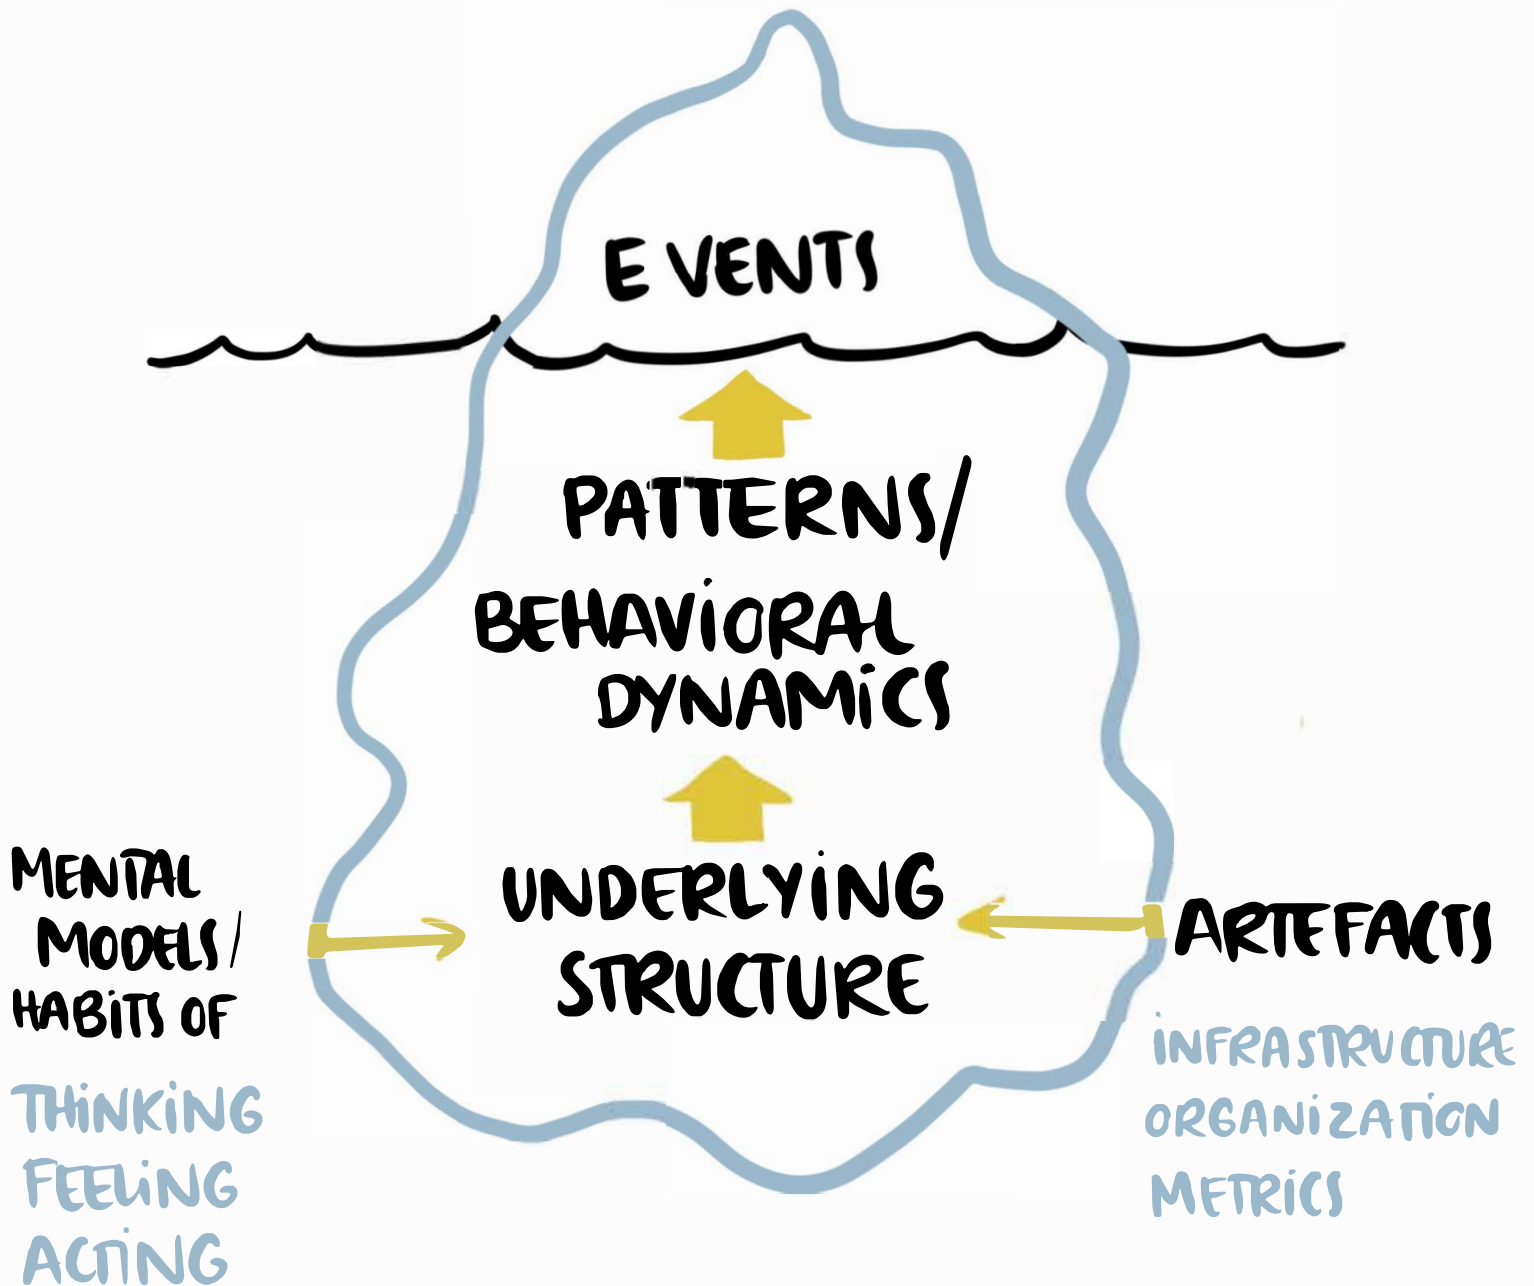 EVENTS
PATTERNS/
BEHAVIORAL
DYNAMICS
UNDERLYING
STRUCTURE
MENTAL
MODELS/
HABITS OF
THINKING
FEELING
ACTING
ARTEFACTS
INFRASTRUCTURE
ORGANIZATION
METRICS